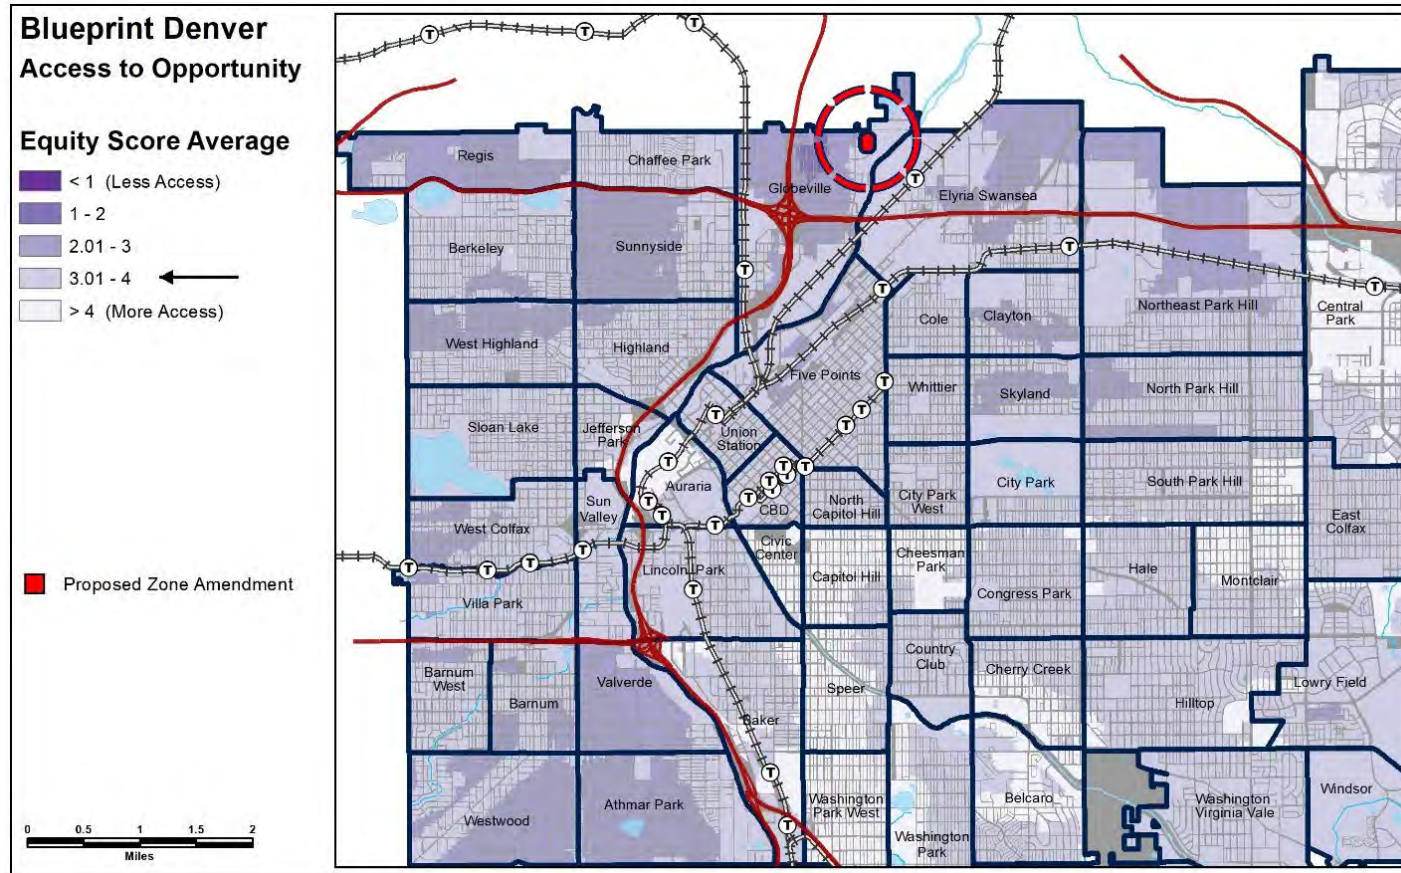 Blueprint Denver
Access to Opportunity
Equity Score Average
< 1 (Less Access)
1 - 2
2.01 - 3
3.01 - 4
> 4 (More Access)
Proposed Zone Amendment
0 0.5 1 1.5 2
Miles
T
T
T
Regis
Chaffee Park
Globeville
T
Elyria Swansea
Berkeley
Sunnyside
T
T
T
T
Northeast Park Hill
Central
Park
Cole
Clayton
West Highland
Highland
Five Points
T
Whittier
Skyland
North Park Hill
T
T
T
Sloan Lake
Jefferson
Park
Union
Station
T
Auraria
T
T
T
T
T
T
T
T
CBD
North
Capitol Hill
City Park
West
City Park
South Park Hill
East
Colfax
Sun
Valley
West Colfax
T
T
T
T
T
Civic
Center
Lincoln Park
T
Capitol Hill
Cheesman
Park
Congress Park
Hale
Montclair
Villa Park
Barnum
West
Barnum
Valverde
Baker
Speer
Country
Club
Cherry Creek
Hilltop
Lowry Field
T
Westwood
Athmar Park
T
Washington
Park West
Washington
Park
Belcaro
Washington
Virginia Vale
Windsor